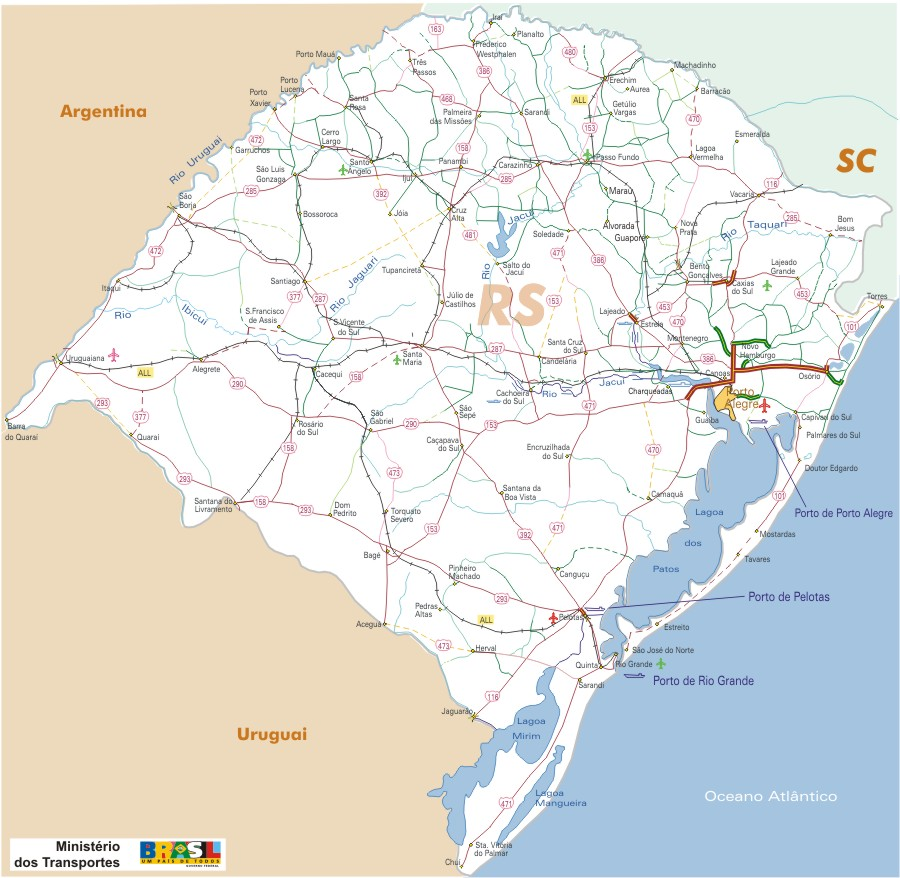 Irai
163
Planalto
Frederico
Westphalen
480
Porto Mauá
Três
Passos
386
Machadinho
Porto
Lucena
Erechim
Aurea
Barracão
Porto
Xavier
Santa
Rosa
468
ALL
Argentina
Palmeira
das Missões
Sarandi
Getúlio
Vargas
470
153
Esmeralda
Cerro
Largo
472
Garruchos
158
Lagoa
Vermelha
SC
Rio Uruguai
Santo
Angelo
Panambi
Carazinho
Passo Fundo
São Luis
Gonzaga
Ijuí
285
116
285
392
Marau
Vacaria
São
Borja
Bossoroca
Jóia
Cruz
Alta
Jacuí
285
Bom
Jesus
Alvorada
Guaporé
Nova
Prata
Rio Taquari
481
Soledade
472
471
386
Tupanciretã
Rio
Salto do
Jacuí
Bento
Gonçalves
Lajeado
Grande
Rio Jaguari
Santiago
Caxias
do Sul
Itaqui
377
287
Júlio de
Castilhos
RS
153
453
453
Torres
Rio Ibicuí
S.Francisco
de Assis
S.Vicente
do Sul
Lajeado
Estrela
470
101
Montenegro
Santa Cruz
do Sul
287
Novo
Hamburgo
386
Uruguaiana
Santa
Maria
Candelária
ALL
Alegrete
Cacequi
158
Canoas
Osório
290
Rio Jacuí
Charqueadas
Cachoeira
do Sul
Porto
Alegre
293
377
471
São
Sepé
São
Gabriel
Barra
do Quaraí
Rosário
do Sul
290
153
Guaíba
Capivari do Sul
Quaraí
Palmares do Sul
158
Caçapava
do Sul
Encruzilhada
do Sul
470
Doutor Edgardo
293
473
101
Santana da
Boa Vista
Camaquã
Santana do
Livramento
158
293
Dom
Pedrito
Torquato
Severo
Lagoa
dos
Patos
Porto de Porto Alegre
153
392
471
Mostardas
Bagé
Tavares
Pinheiro
Machado
Canguçu
293
Porto de Pelotas
Pedras
Altas
ALL
Pelotas
Aceguá
Estreito
473
Herval
São José do Norte
Quinta
Rio Grande
Porto de Rio Grande
Sarandi
116
Jaguarão
Lagoa
Mirim
Uruguai
Lagoa
Mangueira
471
Oceano Atlântico
Sta. Vitória
do Palmar
Chui
Ministério
dos Transportes
BRASIL
UM PAÍS DE TODOS
GOVERNO FEDERAL